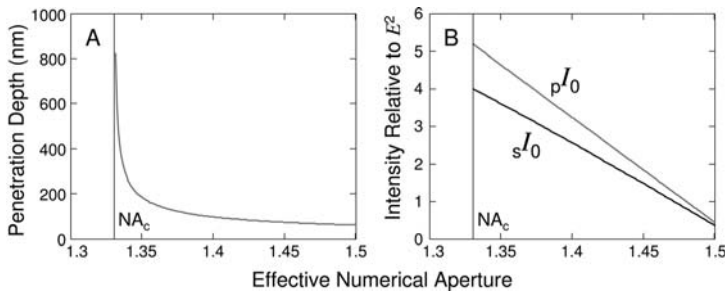 1000
800
600
400
200
0
Penetration Depth (nm)
A
NAc
1.3
1.35
1.4
1.45
1.5
6
5
4
3
2
1
0
Intensity Relative to E²
B
pI0
sI0
NAc
1.3
1.35
1.4
1.45
1.5
Effective Numerical Aperture